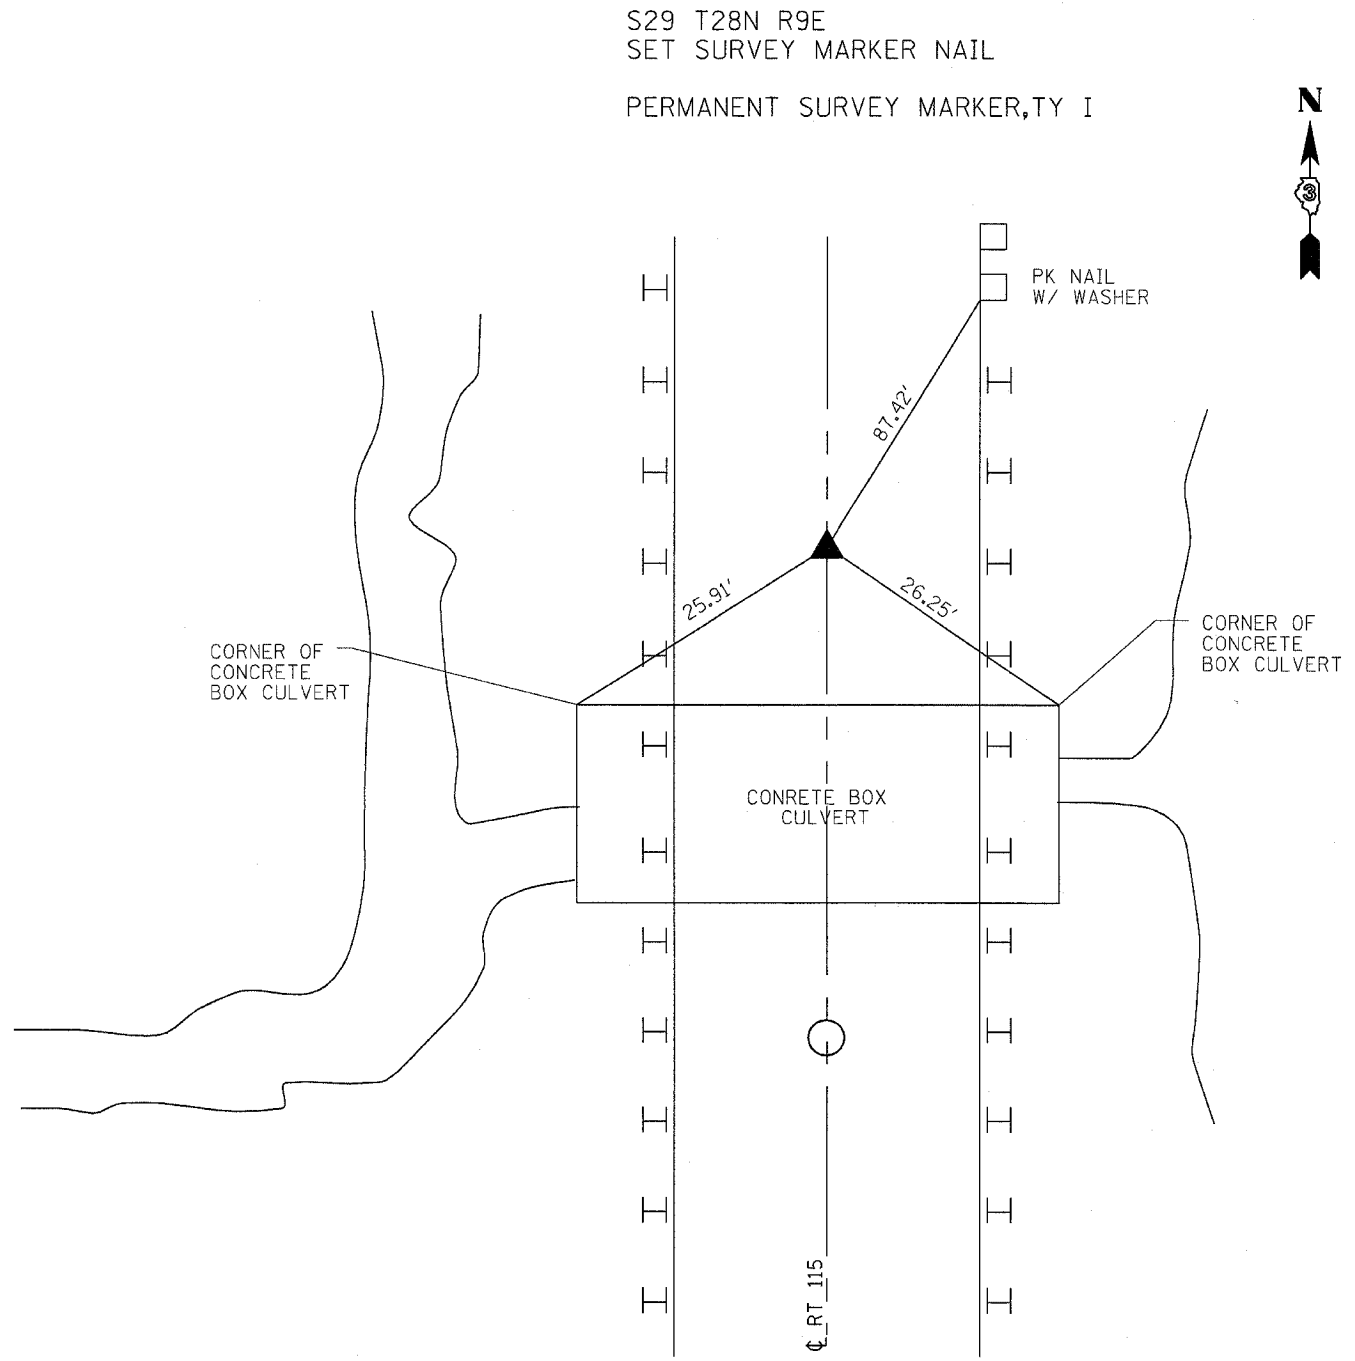 S29 T28N R9E
SET SURVEY MARKER NAIL
PERMANENT SURVEY MARKER,TY I
N
3
PK NAIL
W/ WASHER
87.42'
25.91'
26.25'
CORNER OF
CONCRETE
BOX CULVERT
CORNER OF
CONCRETE
BOX CULVERT
CONRETE BOX
CULVERT
℄ RT 115